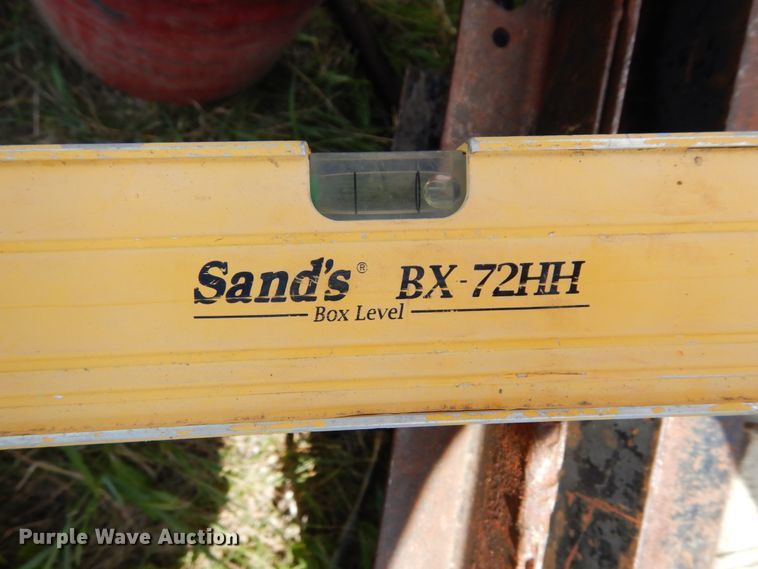 Sand's® BX-72HH
Box Level
Purple Wave Auction